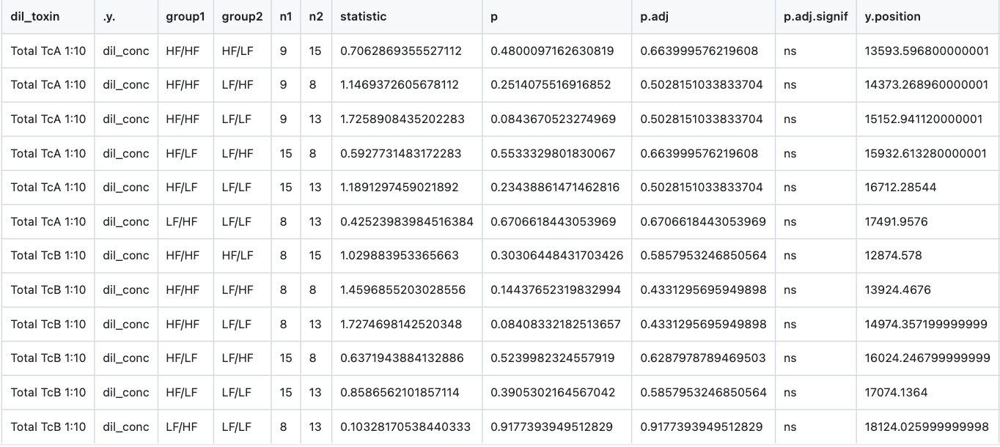 dil_toxin .y. group1 group2 n1 n2 statistic p p.adj p.adj.signif y.position
Total TcA 1:10 dil_conc HF/HF HF/LF 9 15 0.7062869355527112 0.4800097162630819 0.663999576219608 ns 13593.596800000001
Total TcA 1:10 dil_conc HF/HF LF/HF 9 8 1.1469372605678112 0.2514075516916852 0.5028151033833704 ns 14373.268960000001
Total TcA 1:10 dil_conc HF/HF LF/LF 9 13 1.7258908435202283 0.0843670523274969 0.5028151033833704 ns 15152.941120000001
Total TcA 1:10 dil_conc HF/LF LF/HF 15 8 0.5927731483172283 0.5533329801830067 0.663999576219608 ns 15932.613280000001
Total TcA 1:10 dil_conc HF/LF LF/LF 15 13 1.1891297459021892 0.23438861471462816 0.5028151033833704 ns 16712.28544
Total TcA 1:10 dil_conc LF/HF LF/LF 8 13 0.42523983984516384 0.6706618443053969 0.6706618443053969 ns 17491.9576
Total TcB 1:10 dil_conc HF/HF HF/LF 8 15 1.029883953365663 0.30306448431703426 0.5857953246850564 ns 12874.578
Total TcB 1:10 dil_conc HF/HF LF/HF 8 8 1.4596855203028556 0.14437652319832994 0.4331295695949898 ns 13924.4676
Total TcB 1:10 dil_conc HF/HF LF/LF 8 13 1.7274698142520348 0.08408332182513657 0.4331295695949898 ns 14974.357199999999
Total TcB 1:10 dil_conc HF/LF LF/HF 15 8 0.6371943884132886 0.5239982324557919 0.6287978789469503 ns 16024.246799999999
Total TcB 1:10 dil_conc HF/LF LF/LF 15 13 0.8586562101857114 0.3905302164567042 0.5857953246850564 ns 17074.1364
Total TcB 1:10 dil_conc LF/HF LF/LF 8 13 0.10328170538440333 0.9177393949512829 0.9177393949512829 ns 18124.025999999998